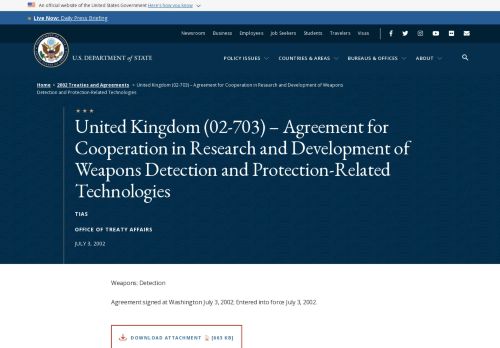 An official website of the United States Government Here's how you know
Live Now: Daily Press Briefing
Newsroom Business Employees Job Seekers Students Travelers Visas
U.S. DEPARTMENT of STATE
POLICY ISSUES COUNTRIES & AREAS BUREAUS & OFFICES ABOUT
Home > 2002 Treaties and Agreements > United Kingdom (02-703) – Agreement for Cooperation in Research and Development of Weapons
Detection and Protection-Related Technologies
United Kingdom (02-703) – Agreement for
Cooperation in Research and Development of
Weapons Detection and Protection-Related
Technologies
TIAS
OFFICE OF TREATY AFFAIRS
JULY 3, 2002
Weapons; Detection
Agreement signed at Washington July 3, 2002; Entered into force July 3, 2002.
DOWNLOAD ATTACHMENT [663 KB]